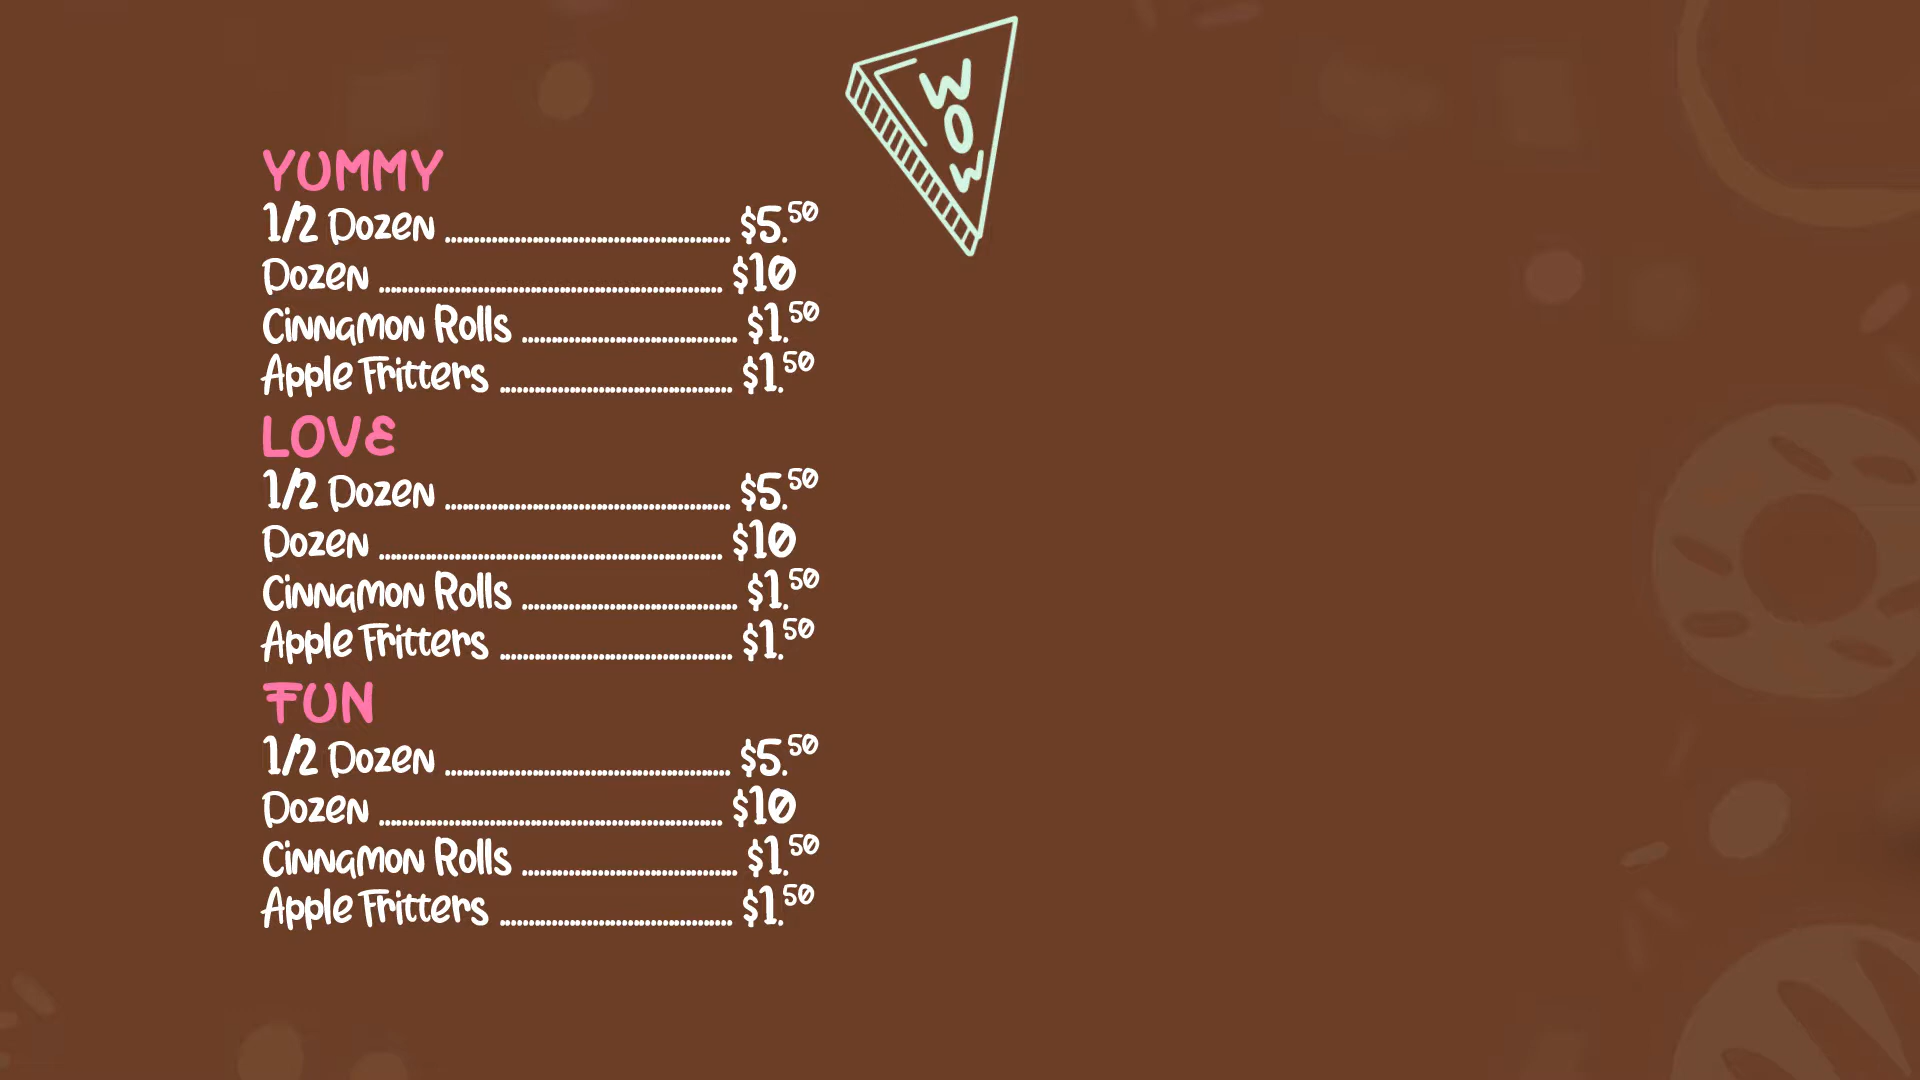 WOW
YUMMY
1/2 Dozen ........................................ $5.50
Dozen ........................................ $10
Cinnamon Rolls ........................................ $1.50
Apple Fritters ........................................ $1.50
LOVE
1/2 Dozen ........................................ $5.50
Dozen ........................................ $10
Cinnamon Rolls ........................................ $1.50
Apple Fritters ........................................ $1.50
FUN
1/2 Dozen ........................................ $5.50
Dozen ........................................ $10
Cinnamon Rolls ........................................ $1.50
Apple Fritters ........................................ $1.50